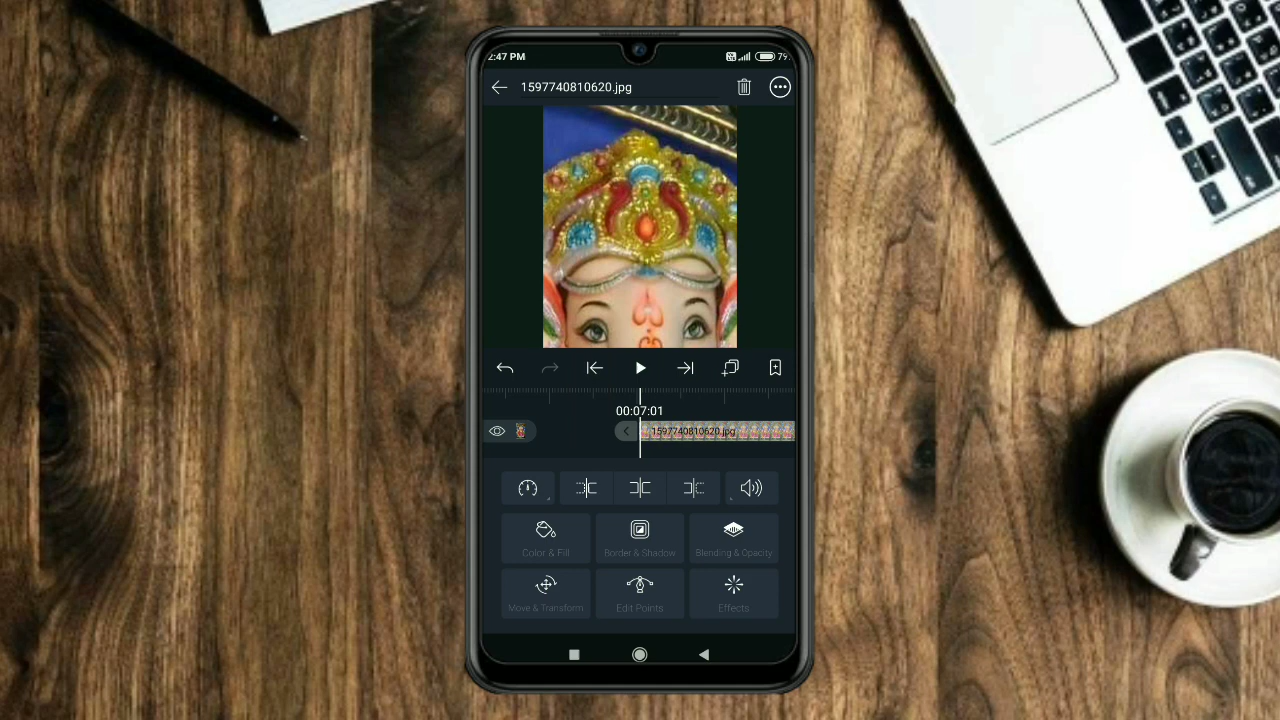 2:47 PM
79
1597740810620.jpg
00:07:01
1597740810620.jpg
Color & Fill
Border & Shadow
Blending & Opacity
Move & Transform
Edit Points
Effects